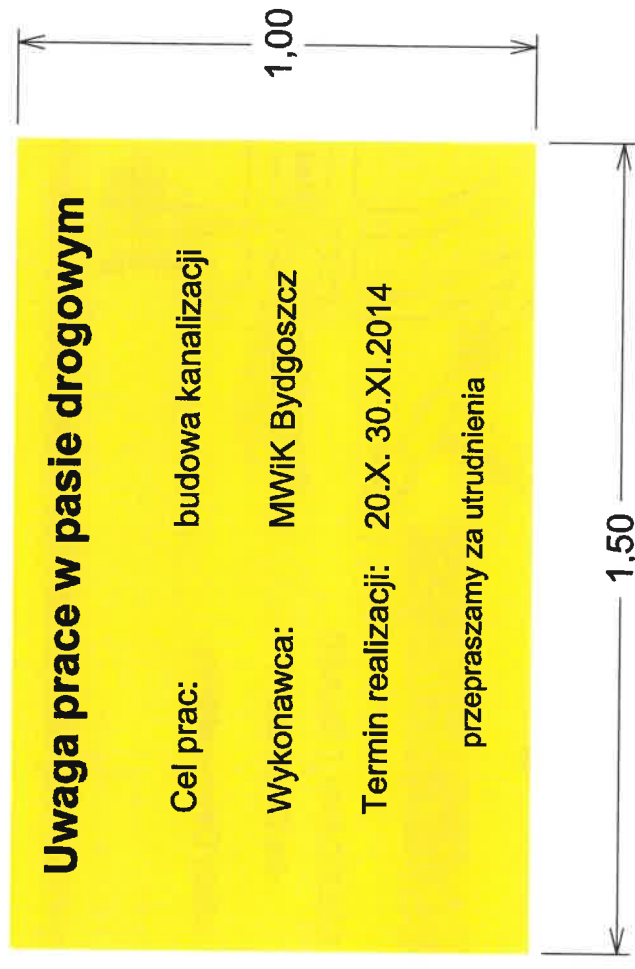 Uwaga prace w pasie drogowym
Cel prac: budowa kanalizacji
Wykonawca: MWiK Bydgoszcz
Termin realizacji: 20.X. 30.XI.2014
przepraszamy za utrudnienia
1,00
1,50